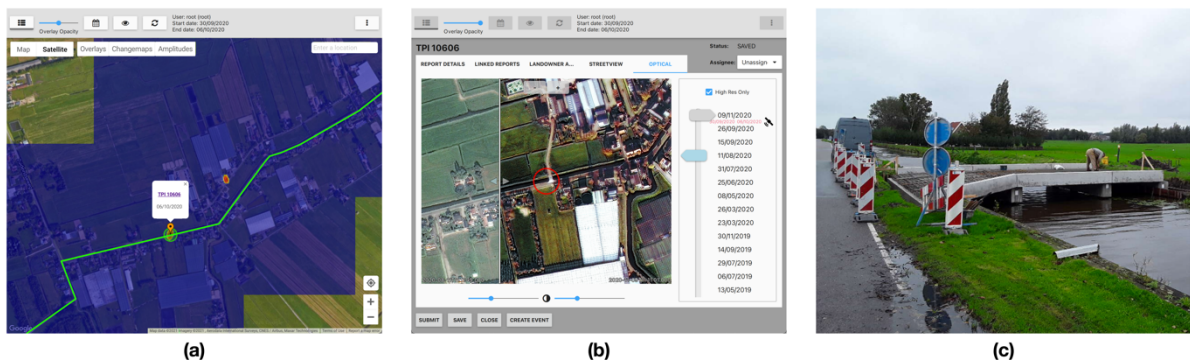 Overlay Opacity
User: root (root)
Start date: 30/09/2020
End date: 06/10/2020
Map Satellite Overlays Changemaps Amplitudes
Enter a location
TPI 10606
06/10/2020
Google
(a)
Overlay Opacity
User: root (root)
Start date: 30/09/2020
End date: 06/10/2020
TPI 10606
Status: SAVED
REPORT DETAILS LINKED REPORTS LANDOWNER A... STREETVIEW OPTICAL
Assignee: Unassign
High Res Only
09/11/2020
26/09/2020
15/09/2020
11/08/2020
31/07/2020
25/06/2020
08/05/2020
26/03/2020
23/03/2020
30/11/2019
14/09/2019
29/07/2019
06/07/2019
13/05/2019
SUBMIT SAVE CLOSE CREATE EVENT
(b)
(c)